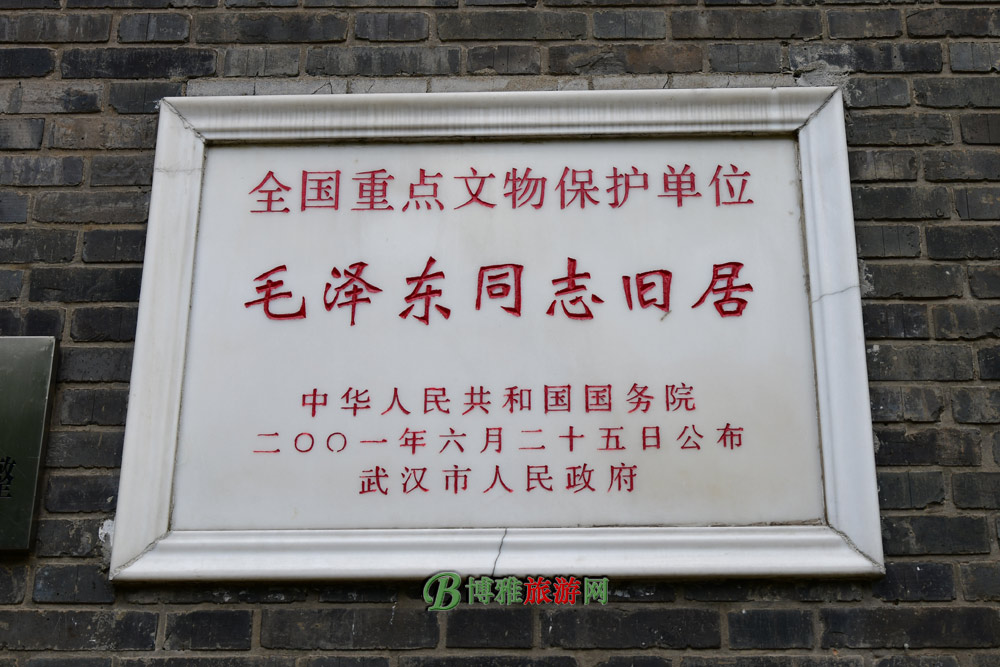 全国重点文物保护单位
毛泽东同志旧居
中华人民共和国国务院
二〇〇一年六月二十五日公布
武汉市人民政府
B博雅旅游网